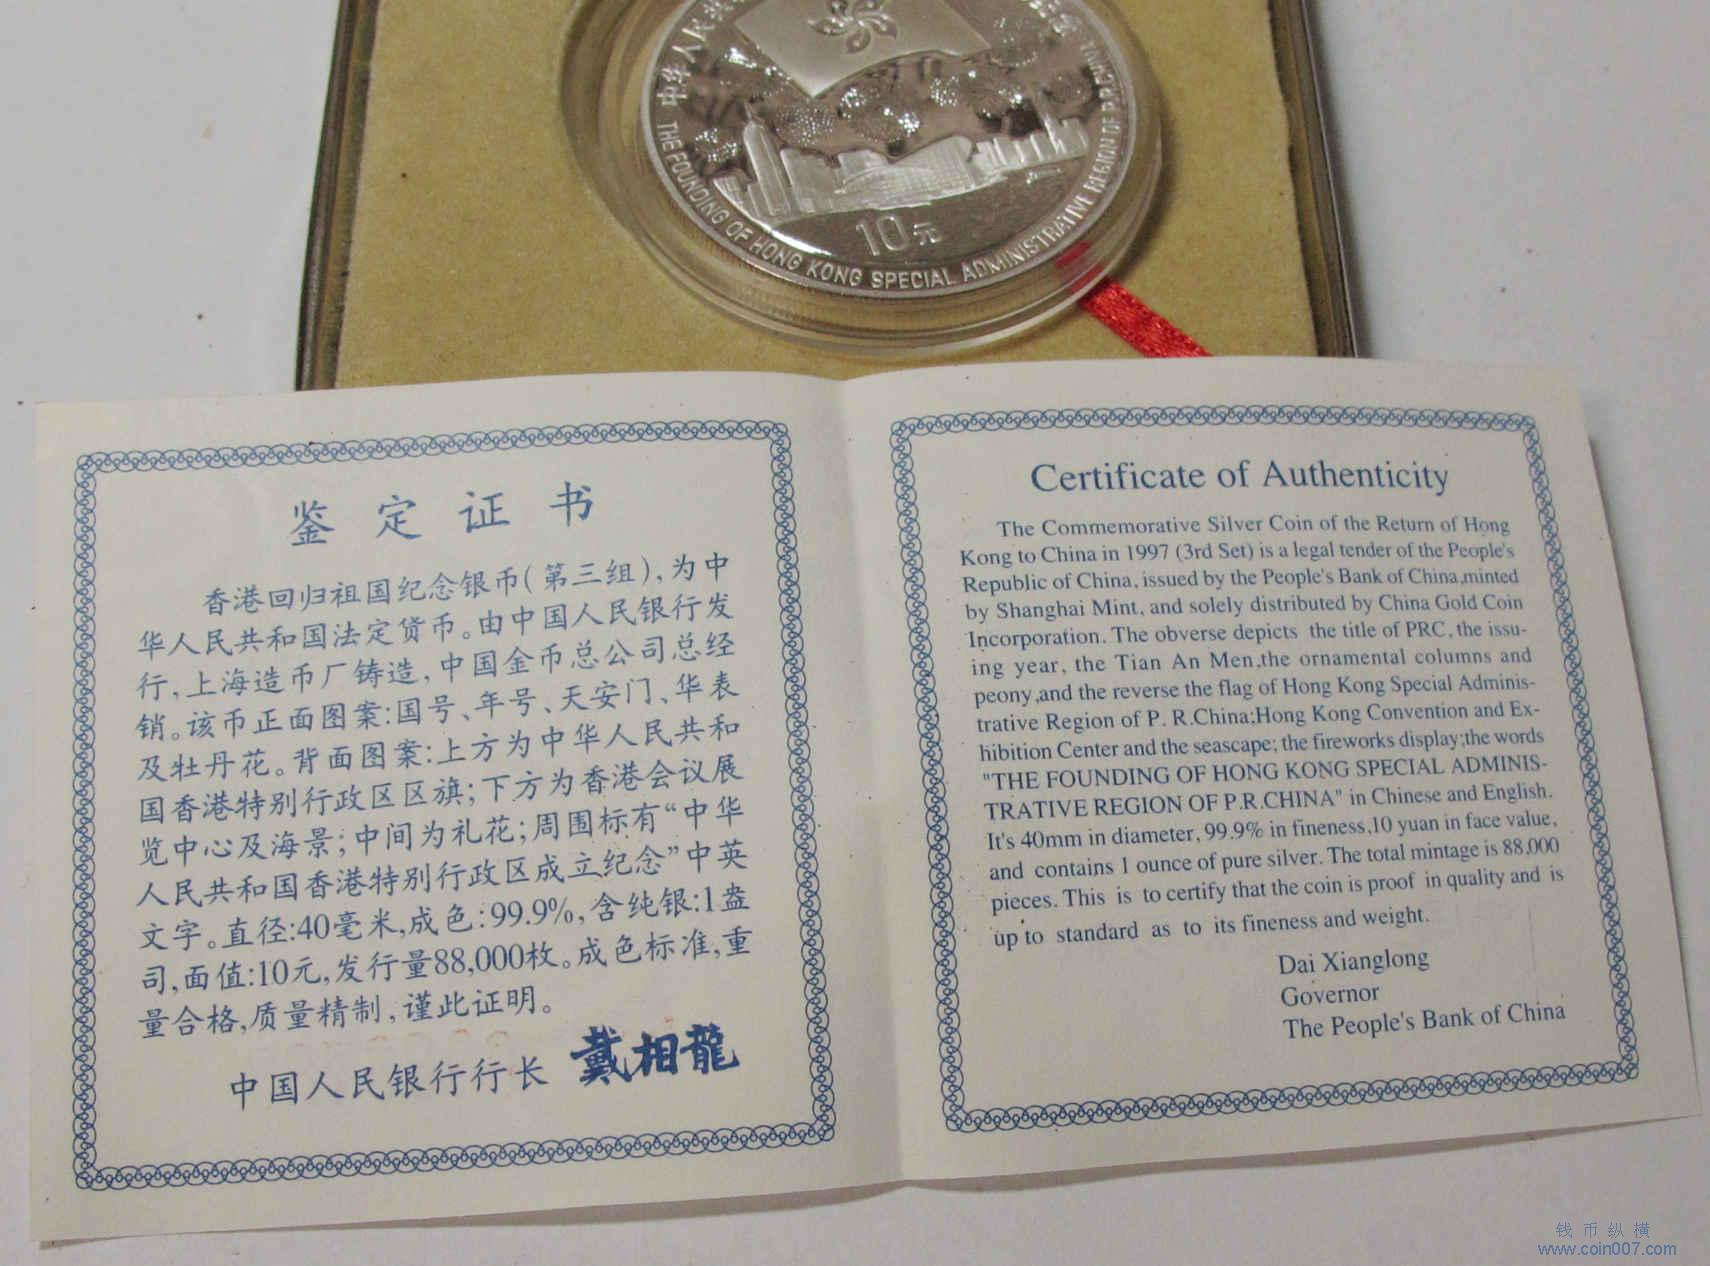 中华人民共
THE FOUNDING OF HONG KONG SPECIAL ADMINISTRATIVE REGION OF P.R.CHINA
10元
鉴定证书
香港回归祖国纪念银币(第三组),为中
华人民共和国法定货币。由中国人民银行发
行,上海造币厂铸造,中国金币总公司总经
销。该币正面图案:国号、年号、天安门、华表
及牡丹花。背面图案:上方为中华人民共和
国香港特别行政区区旗;下方为香港会议展
览中心及海景;中间为礼花;周围标有“中华
人民共和国香港特别行政区成立纪念”中英
文字。直径:40毫米,成色:99.9%,含纯银:1盎
司,面值:10元,发行量88,000枚。成色标准,重
量合格,质量精制,谨此证明。
中国人民银行行长 戴相龍
Certificate of Authenticity
The Commemorative Silver Coin of the Return of Hong
Kong to China in 1997 (3rd Set) is a legal tender of the People's
Republic of China, issued by the People's Bank of China,minted
by Shanghai Mint, and solely distributed by China Gold Coin
Incorporation. The obverse depicts the title of PRC, the issu-
ing year, the Tian An Men,the ornamental columns and
peony,and the reverse the flag of Hong Kong Special Adminis-
trative Region of P. R.China;Hong Kong Convention and Ex-
hibition Center and the seascape; the fireworks display;the words
"THE FOUNDING OF HONG KONG SPECIAL ADMINIS-
TRATIVE REGION OF P.R.CHINA" in Chinese and English.
It's 40mm in diameter, 99.9% in fineness,10 yuan in face value,
and contains 1 ounce of pure silver. The total mintage is 88,000
pieces. This is to certify that the coin is proof in quality and is
up to standard as to its fineness and weight.
Dai Xianglong
Governor
The People's Bank of China
钱币纵横
www.coin007.com